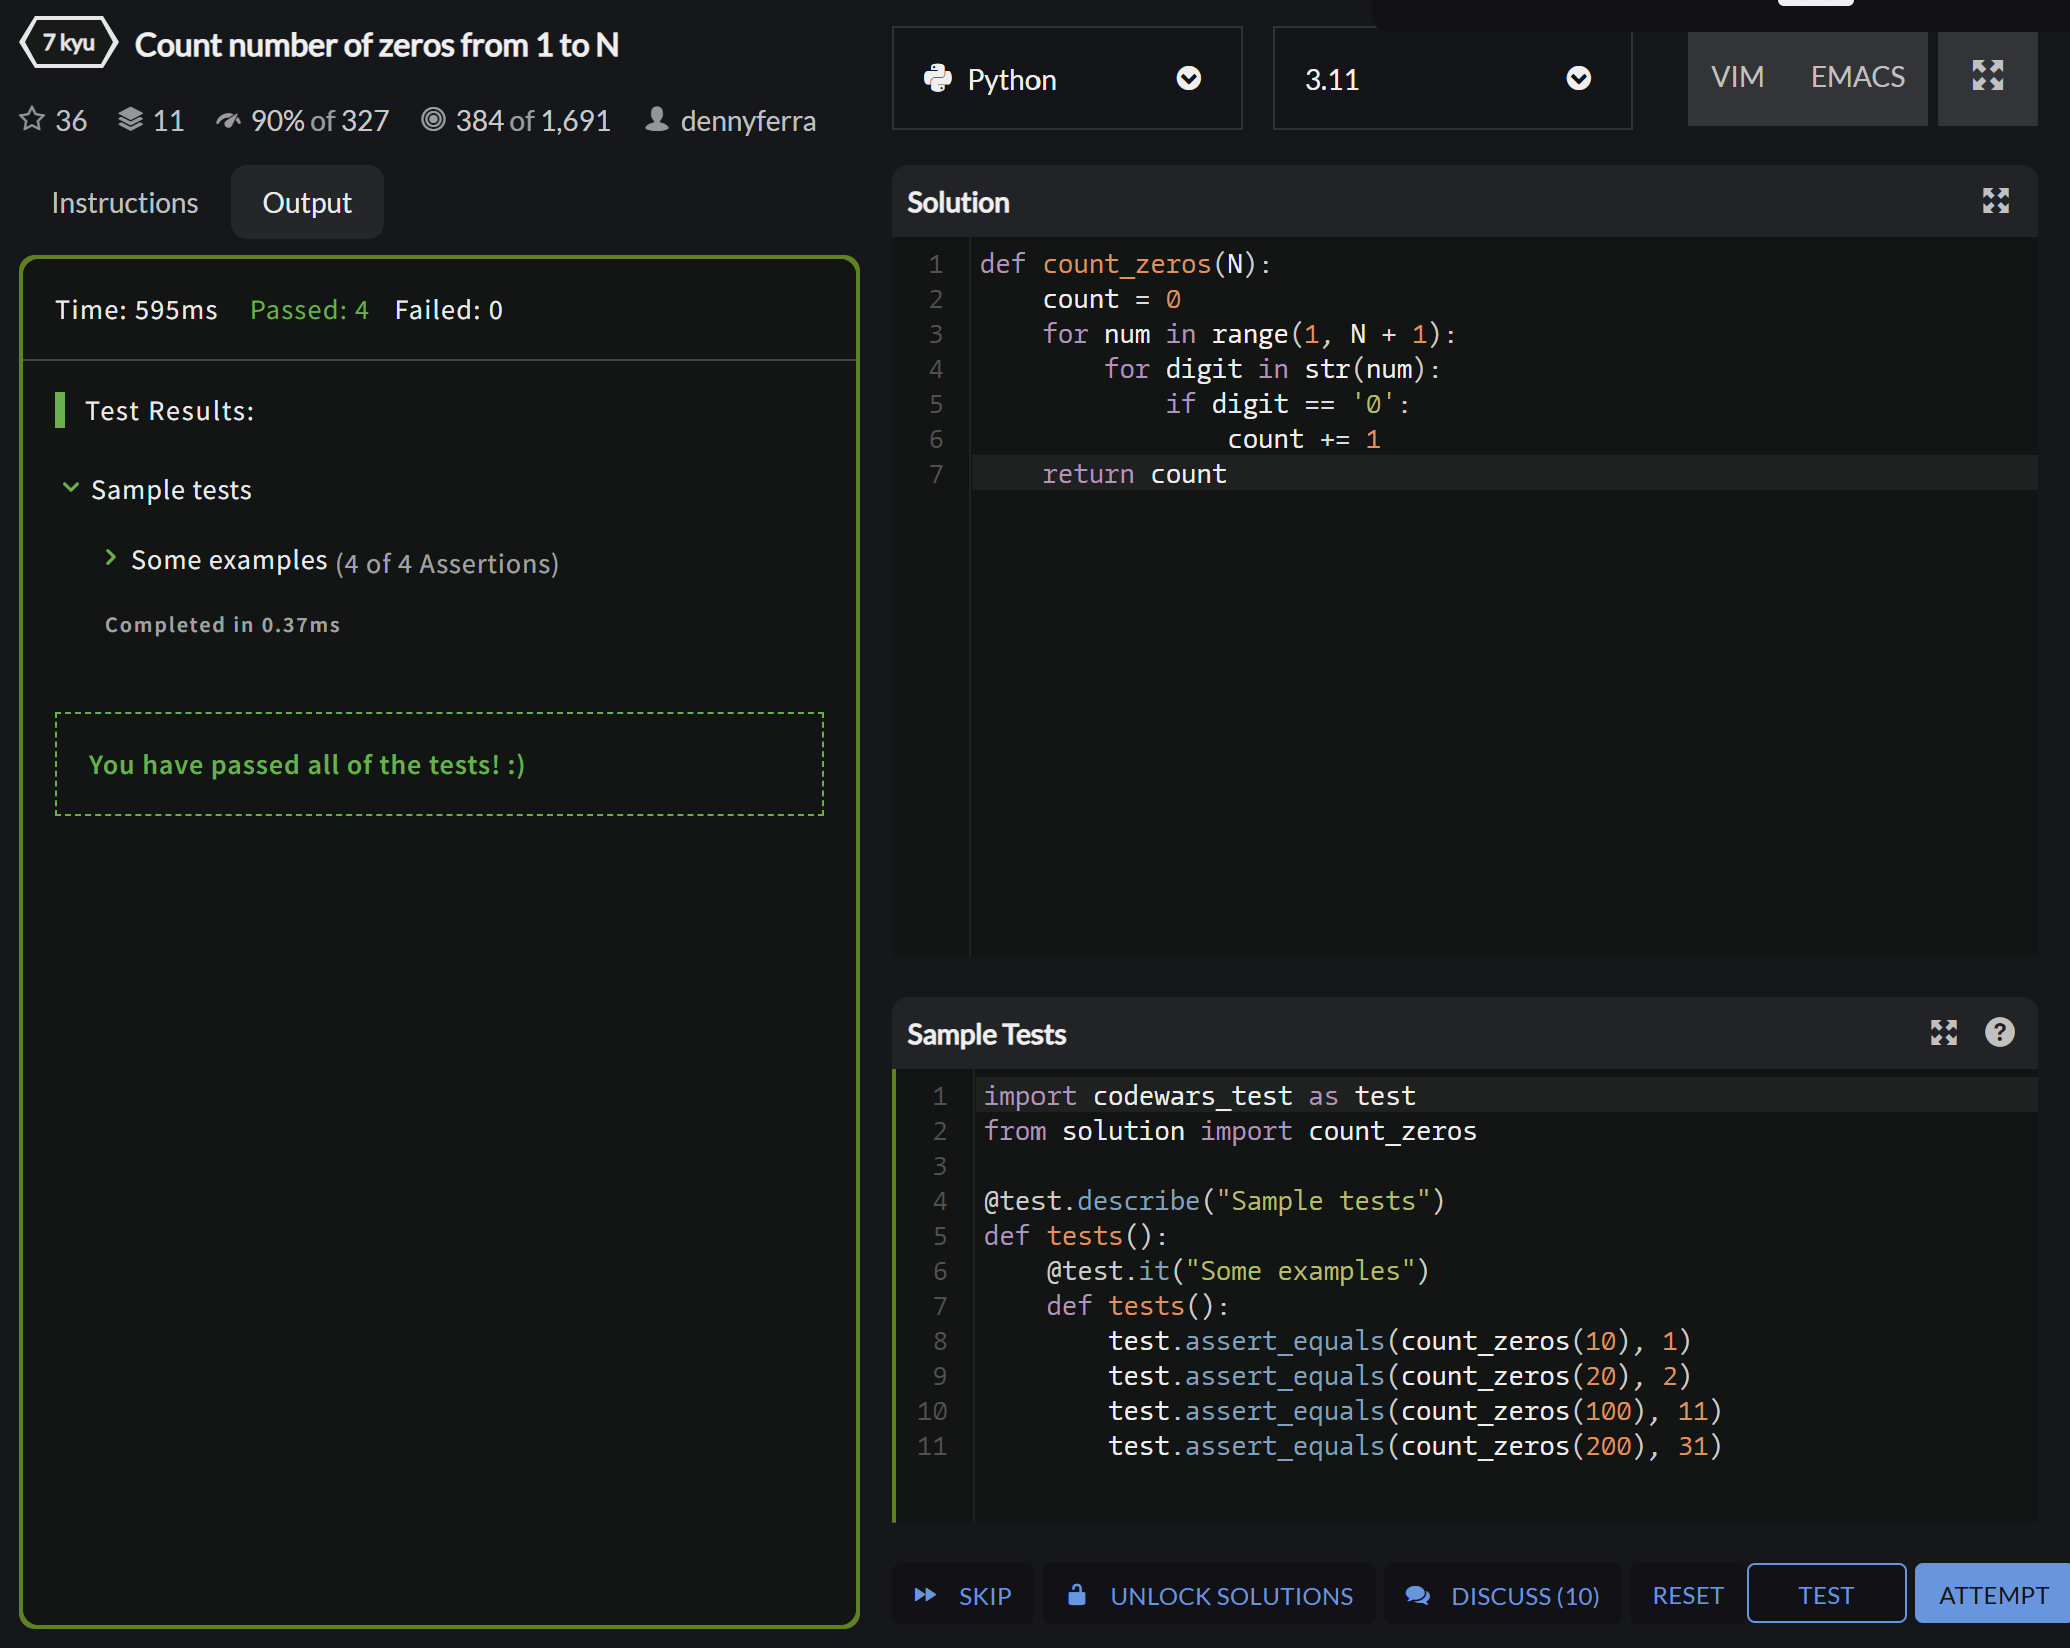 7 kyu Count number of zeros from 1 to N
36 11 90% of 327 384 of 1,691 dennyferra
Instructions Output
Time: 595ms Passed: 4 Failed: 0
Test Results:
Sample tests
Some examples (4 of 4 Assertions)
Completed in 0.37ms
You have passed all of the tests! :)
Python 3.11 VIM EMACS
Solution
1 def count_zeros(N):
2     count = 0
3     for num in range(1, N + 1):
4         for digit in str(num):
5             if digit == '0':
6                 count += 1
7     return count
Sample Tests
?
1 import codewars_test as test
2 from solution import count_zeros
3
4 @test.describe("Sample tests")
5 def tests():
6     @test.it("Some examples")
7     def tests():
8         test.assert_equals(count_zeros(10), 1)
9         test.assert_equals(count_zeros(20), 2)
10         test.assert_equals(count_zeros(100), 11)
11         test.assert_equals(count_zeros(200), 31)
SKIP UNLOCK SOLUTIONS DISCUSS (10) RESET TEST ATTEMPT